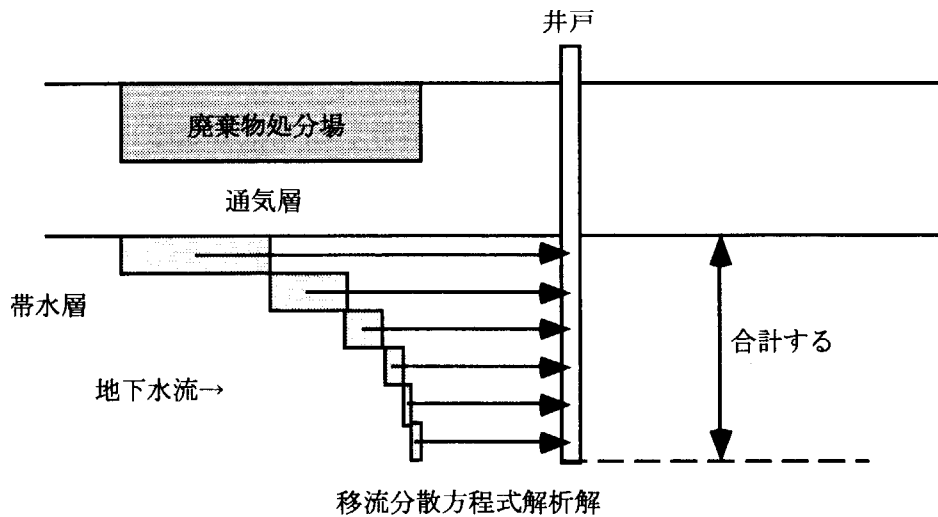 井戸
廃棄物処分場
通気層
帯水層
合計する
地下水流→
移流分散方程式解析解